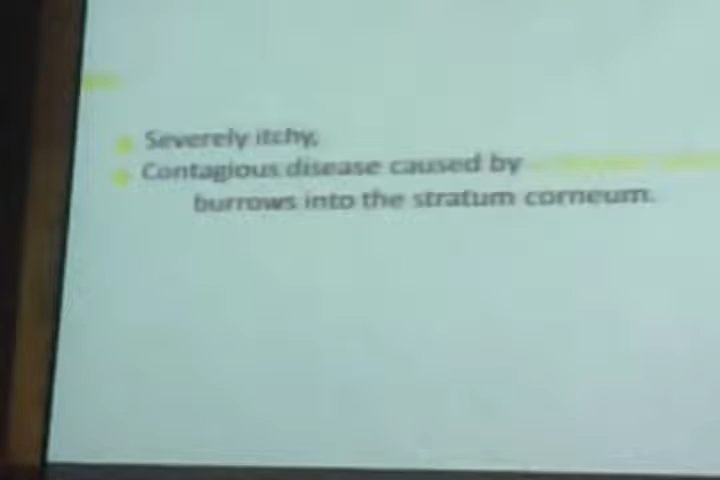 Severely itchy,
Contagious disease caused by
burrows into the stratum corneum.